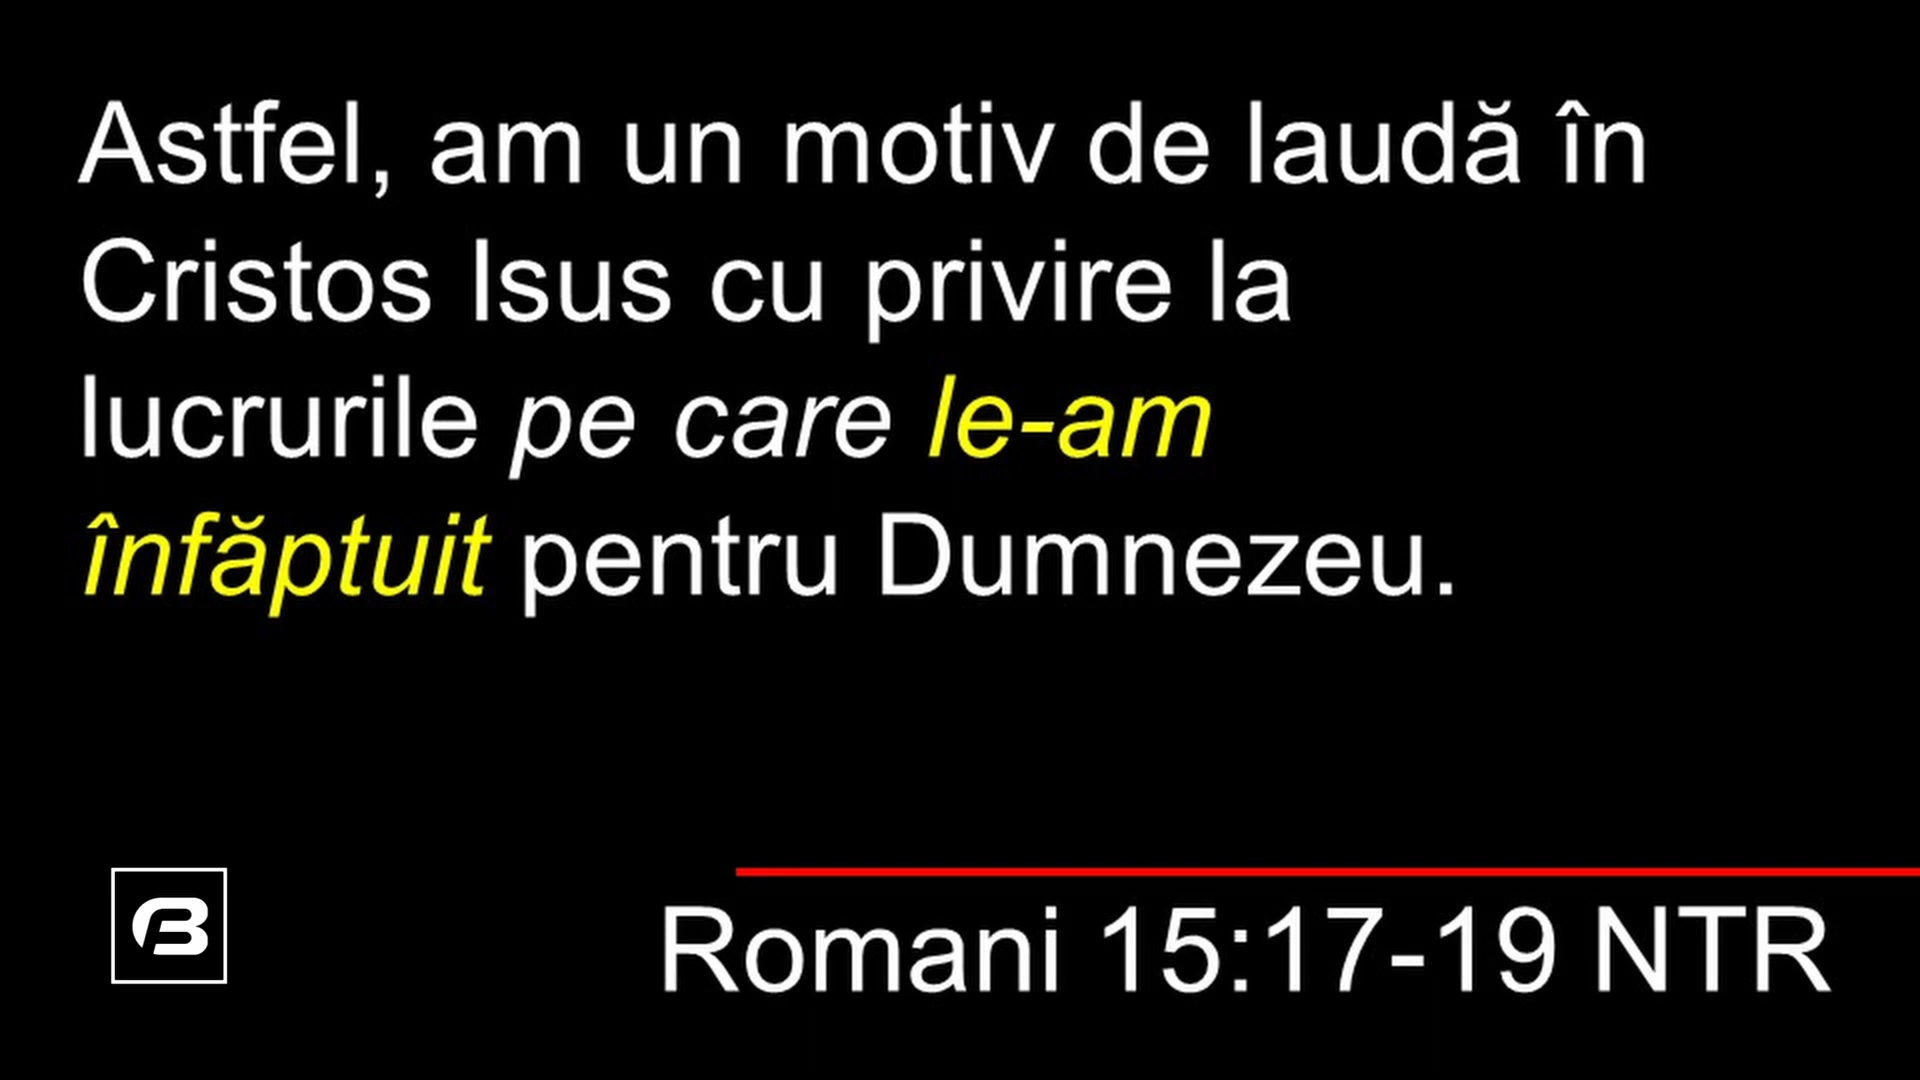 Astfel, am un motiv de laudă în
Cristos Isus cu privire la
lucrurile pe care le-am
înfăptuit pentru Dumnezeu.
Romani 15:17-19 NTR